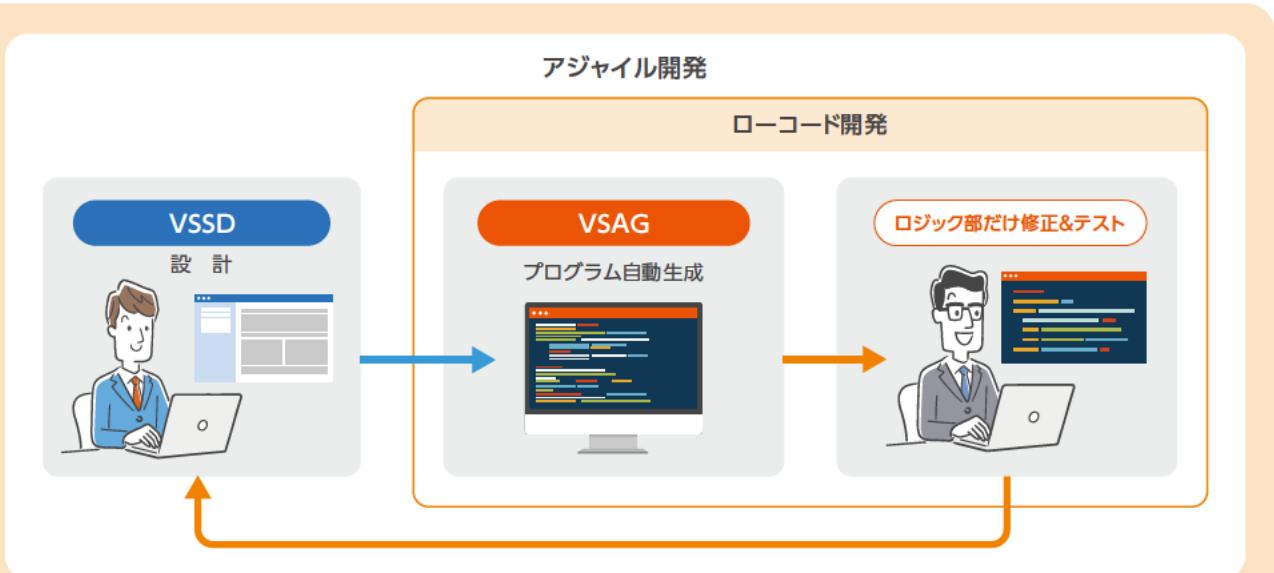 アジャイル開発
ローコード開発
VSSD
設 計
VSAG
プログラム自動生成
ロジック部だけ修正&テスト